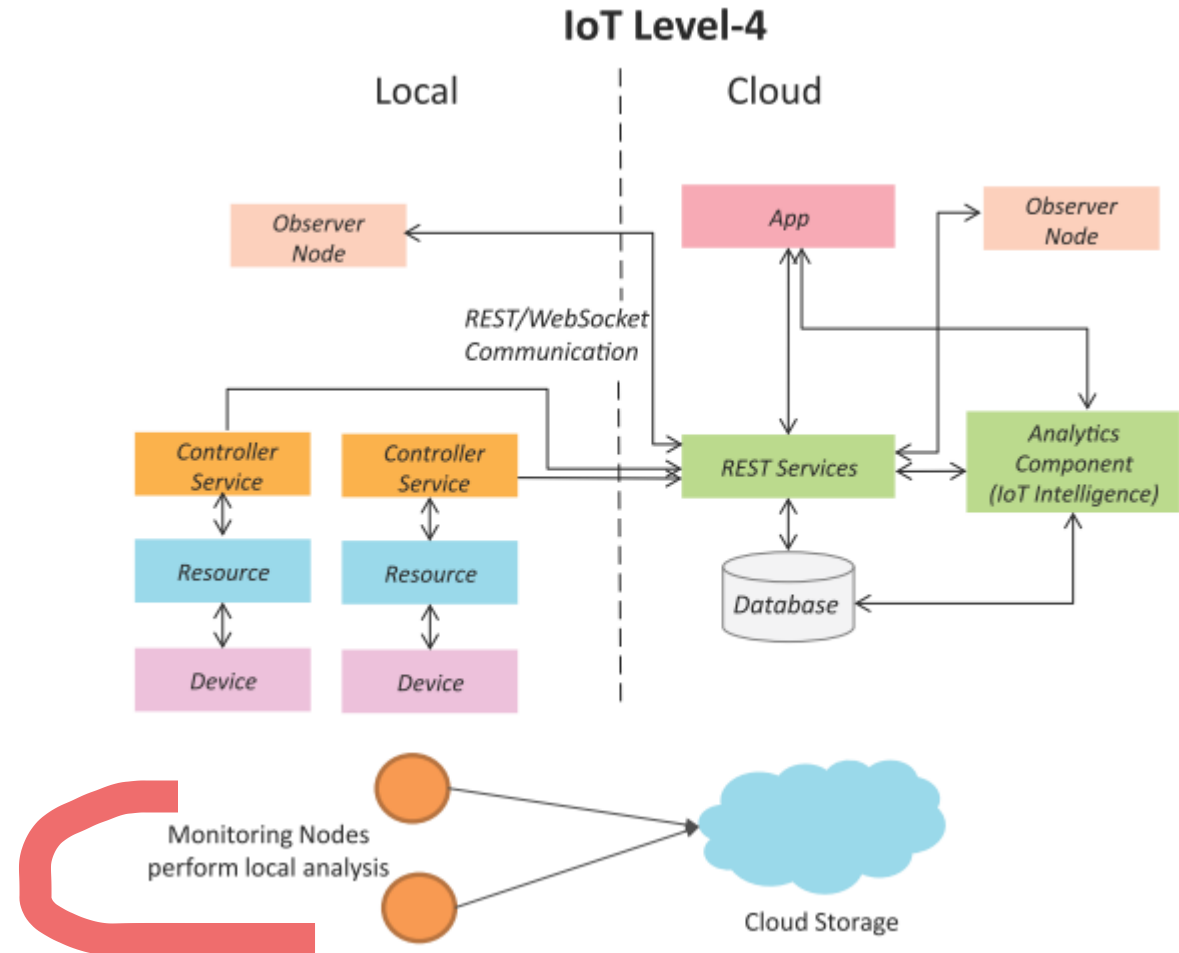 IoT Level-4
Local
Cloud
Observer
Node
App
Observer
Node
REST/WebSocket
Communication
Controller
Service
Controller
Service
REST Services
Analytics
Component
(IoT Intelligence)
Resource
Resource
Database
Device
Device
Monitoring Nodes
perform local analysis
Cloud Storage